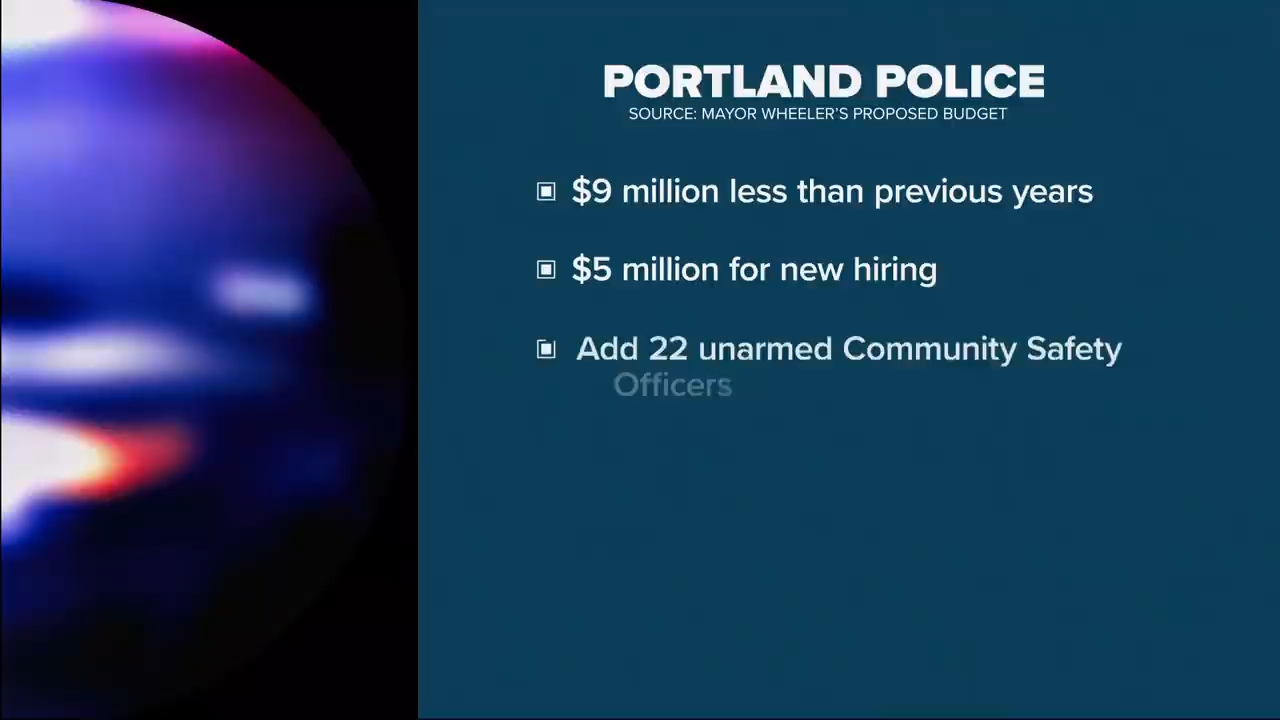 PORTLAND POLICE
SOURCE: MAYOR WHEELER'S PROPOSED BUDGET
$9 million less than previous years
$5 million for new hiring
Add 22 unarmed Community Safety
Officers